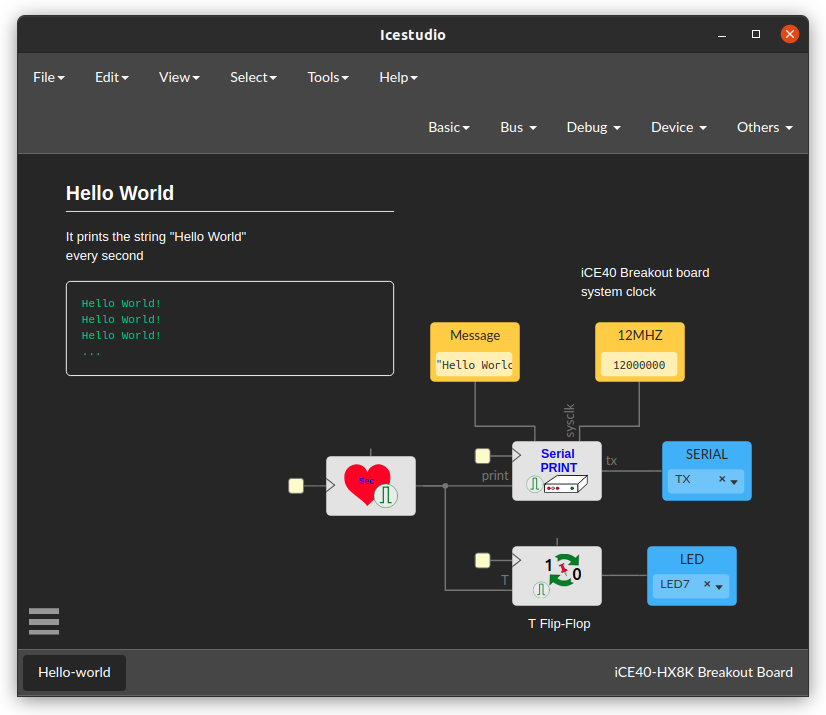 Icestudio
File Edit View Select Tools Help
Basic Bus Debug Device Others
Hello World
It prints the string "Hello World"
every second
Hello World!
Hello World!
Hello World!
...
iCE40 Breakout board
system clock
Message
"Hello World
12MHZ
12000000
sysclk
Serial
PRINT
print
tx
SERIAL
TX
Sec
T
1
0
LED
LED7
T Flip-Flop
Hello-world
iCE40-HX8K Breakout Board